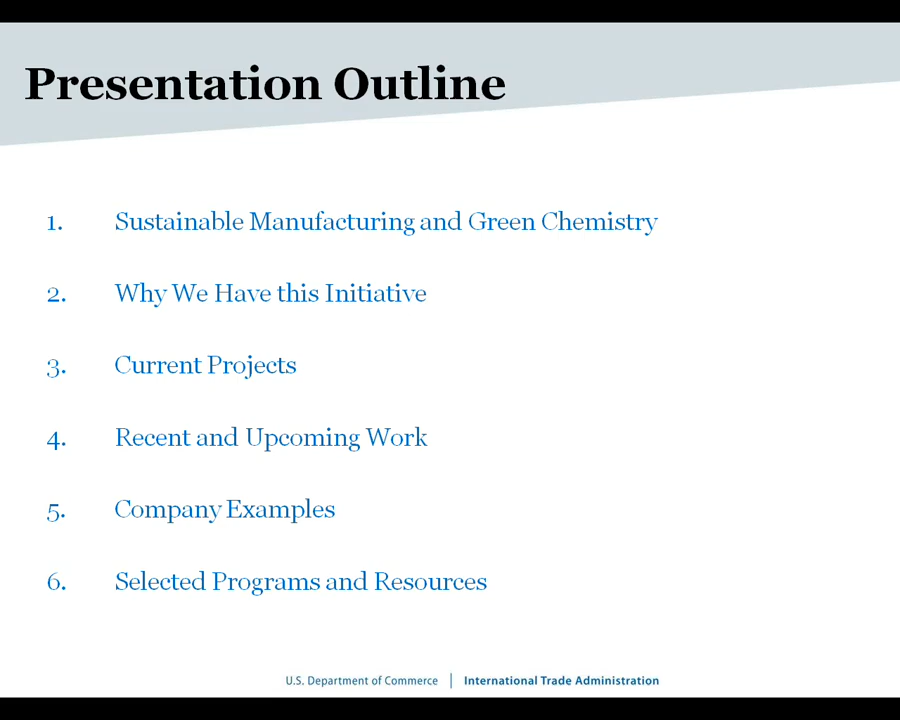 Presentation Outline
1. Sustainable Manufacturing and Green Chemistry
2. Why We Have this Initiative
3. Current Projects
4. Recent and Upcoming Work
5. Company Examples
6. Selected Programs and Resources
U.S. Department of Commerce | International Trade Administration